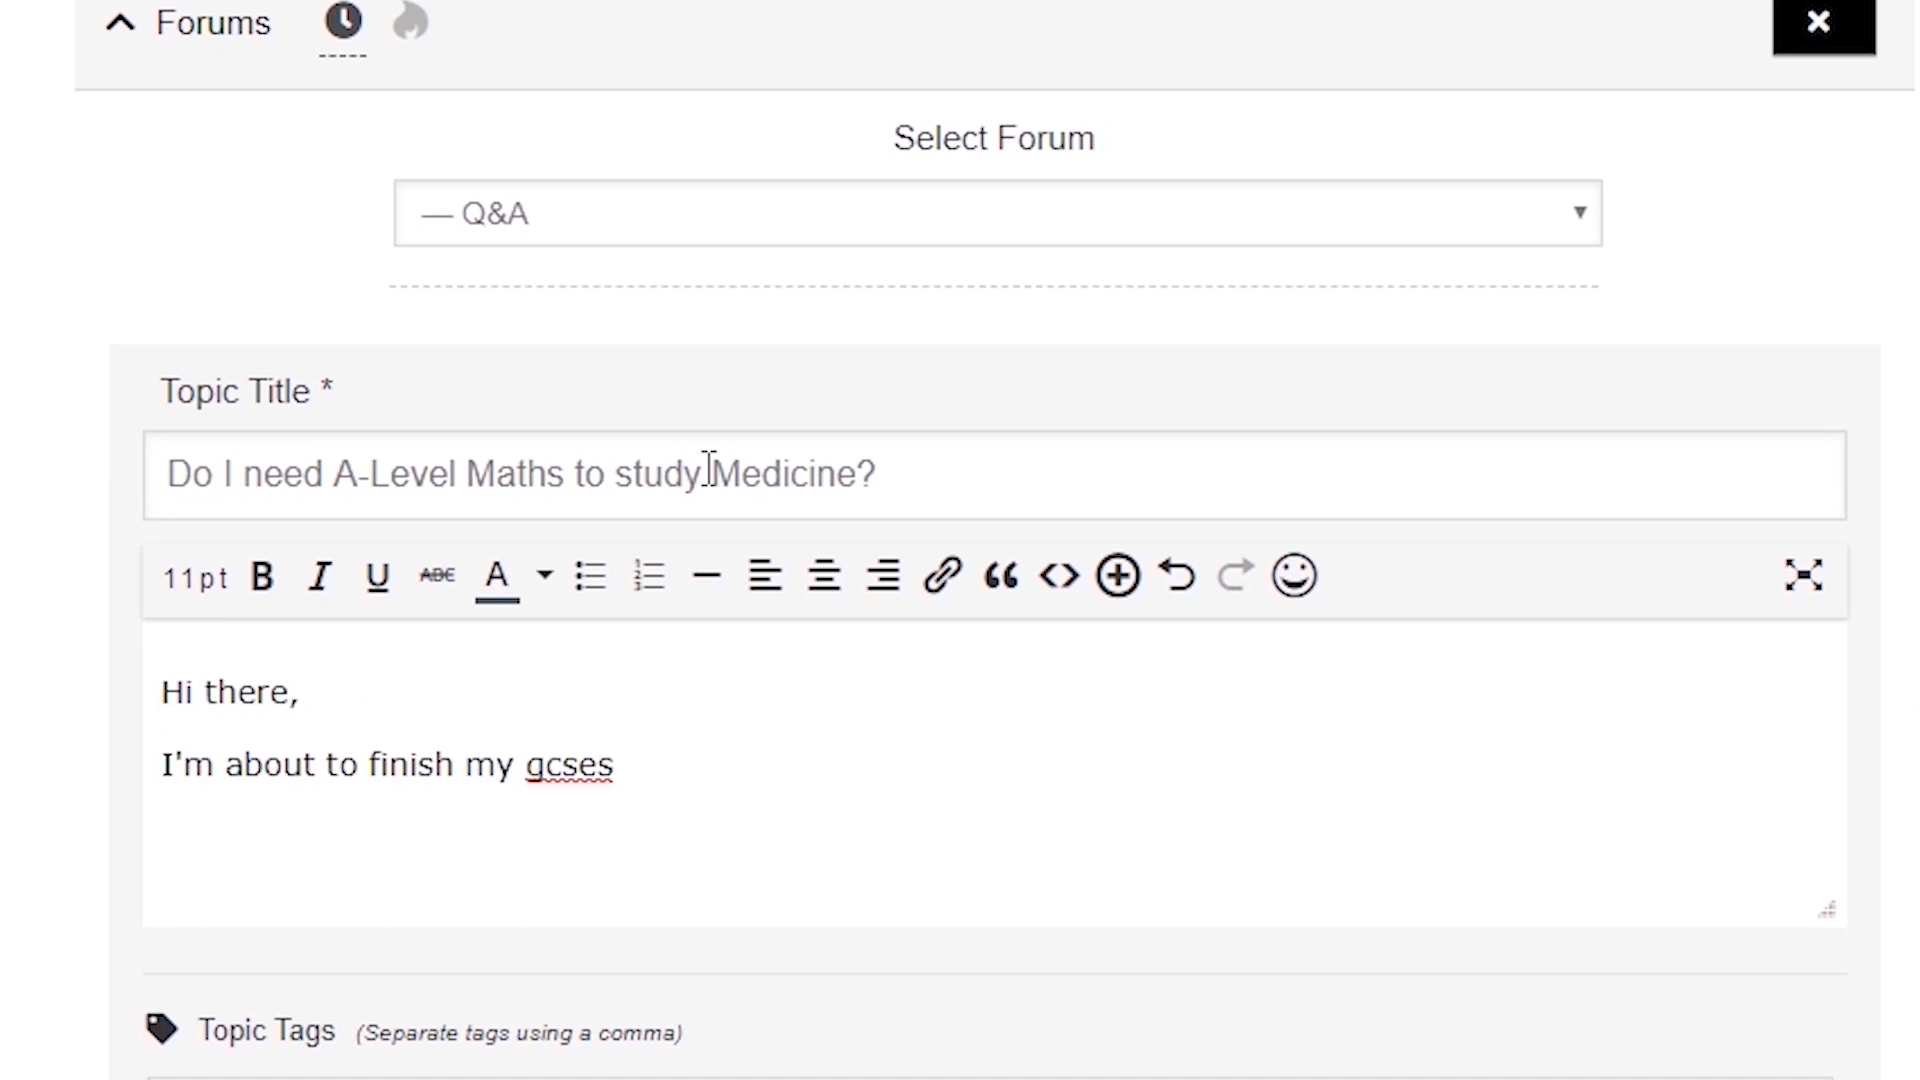 Forums
Select Forum
— Q&A
Topic Title *
Do I need A-Level Maths to study Medicine?
11pt B I U ABC A
Hi there,
I'm about to finish my gcses
Topic Tags (Separate tags using a comma)